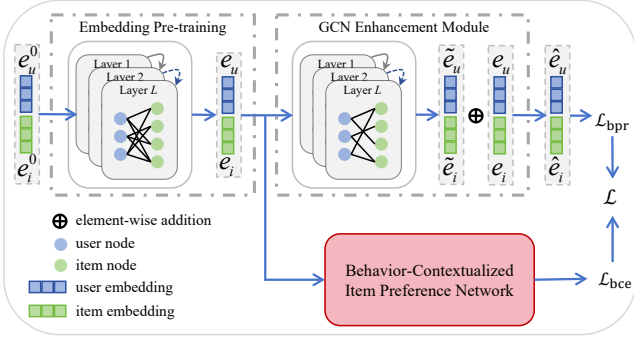 Embedding Pre-training
GCN Enhancement Module
e_u^0
e_i^0
Layer 1
Layer 2
Layer L
e_u
e_i
Layer 1
Layer 2
Layer L
ẽ_u
ẽ_i
⊕
e_u
e_i
ê_u
ê_i
ℒ_bpr
ℒ
ℒ_bce
⊕ element-wise addition
user node
item node
user embedding
item embedding
Behavior-Contextualized
Item Preference Network